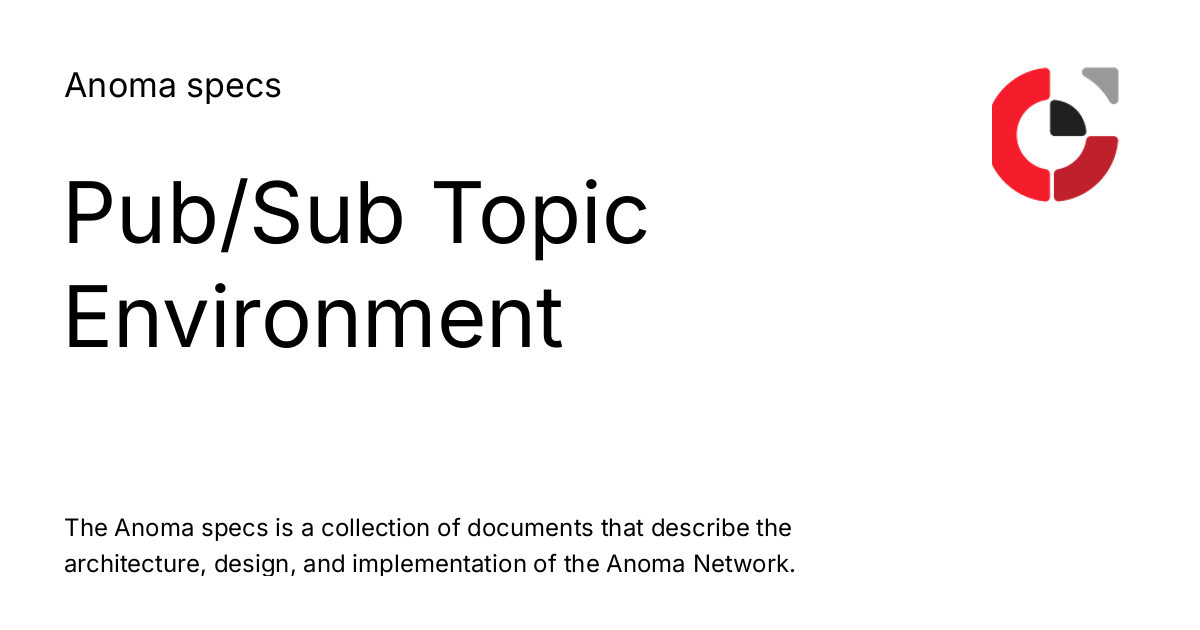 Anoma specs
Pub/Sub Topic
Environment
The Anoma specs is a collection of documents that describe the
architecture, design, and implementation of the Anoma Network.